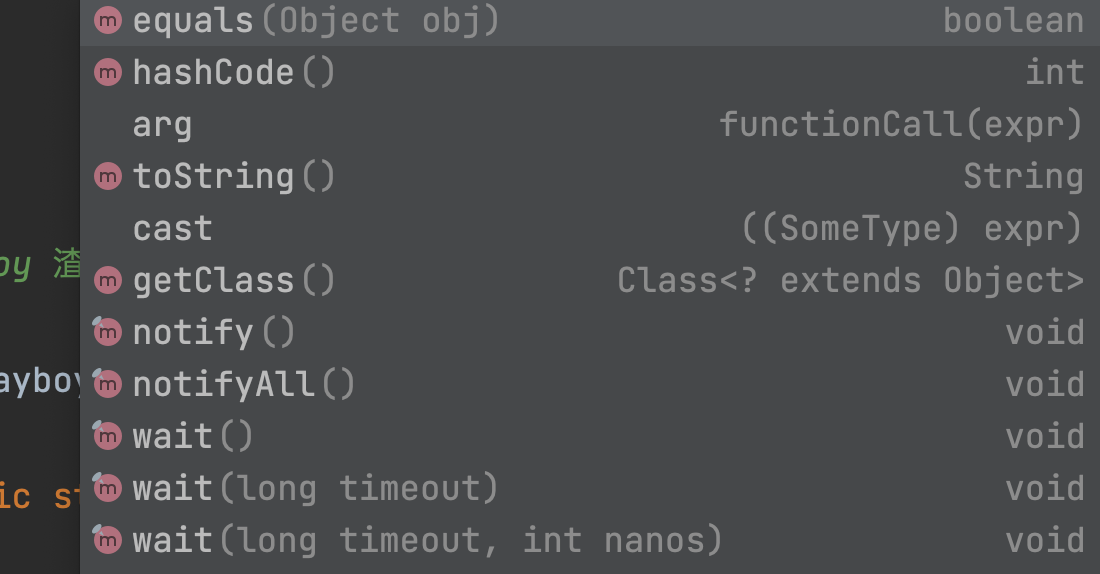 equals(Object obj) boolean
hashCode() int
arg functionCall(expr)
toString() String
cast ((SomeType) expr)
by 渣
getClass() Class<? extends Object>
notify() void
ayboy
notifyAll() void
wait() void
ic st
wait(long timeout) void
wait(long timeout, int nanos) void